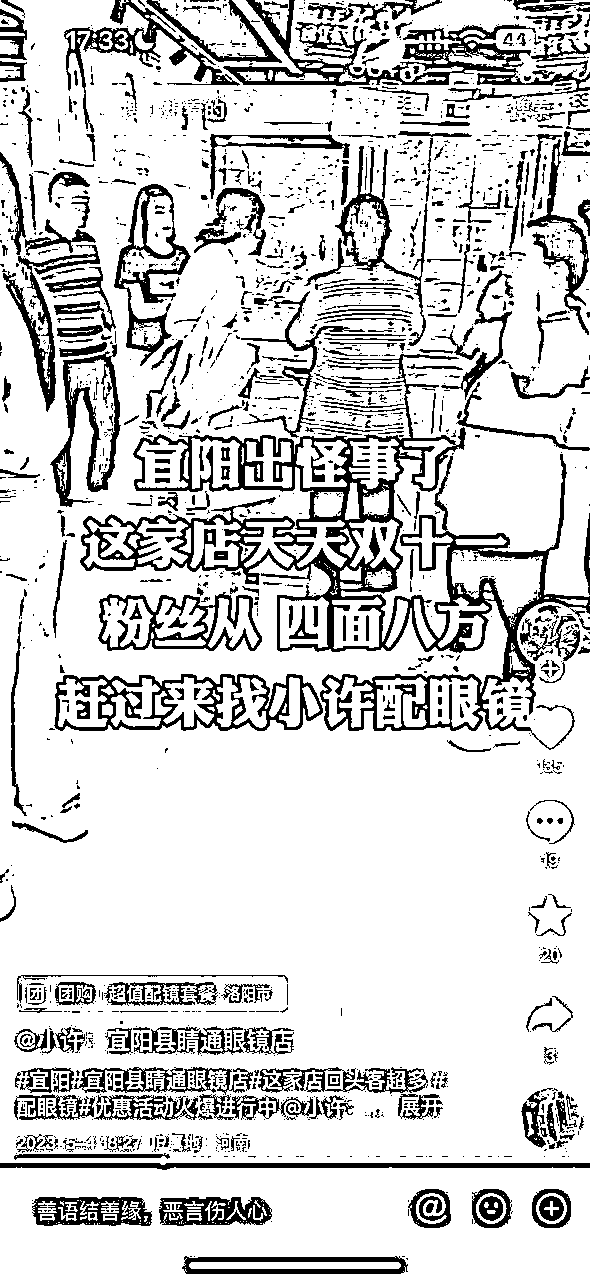 17:33
44
宜阳出怪事了
这家店天天双十一
粉丝从 四面八方
赶过来找小许配眼镜
135
19
20
3
团 团购 超值配镜套餐 洛阳市
@小许 宜阳县睛通眼镜店
#宜阳#宜阳县睛通眼镜店#这家店回头客超多 #
配眼镜#优惠活动火爆进行中 @小许: ... 展开
IP属地：河南
善语结善缘，恶言伤人心